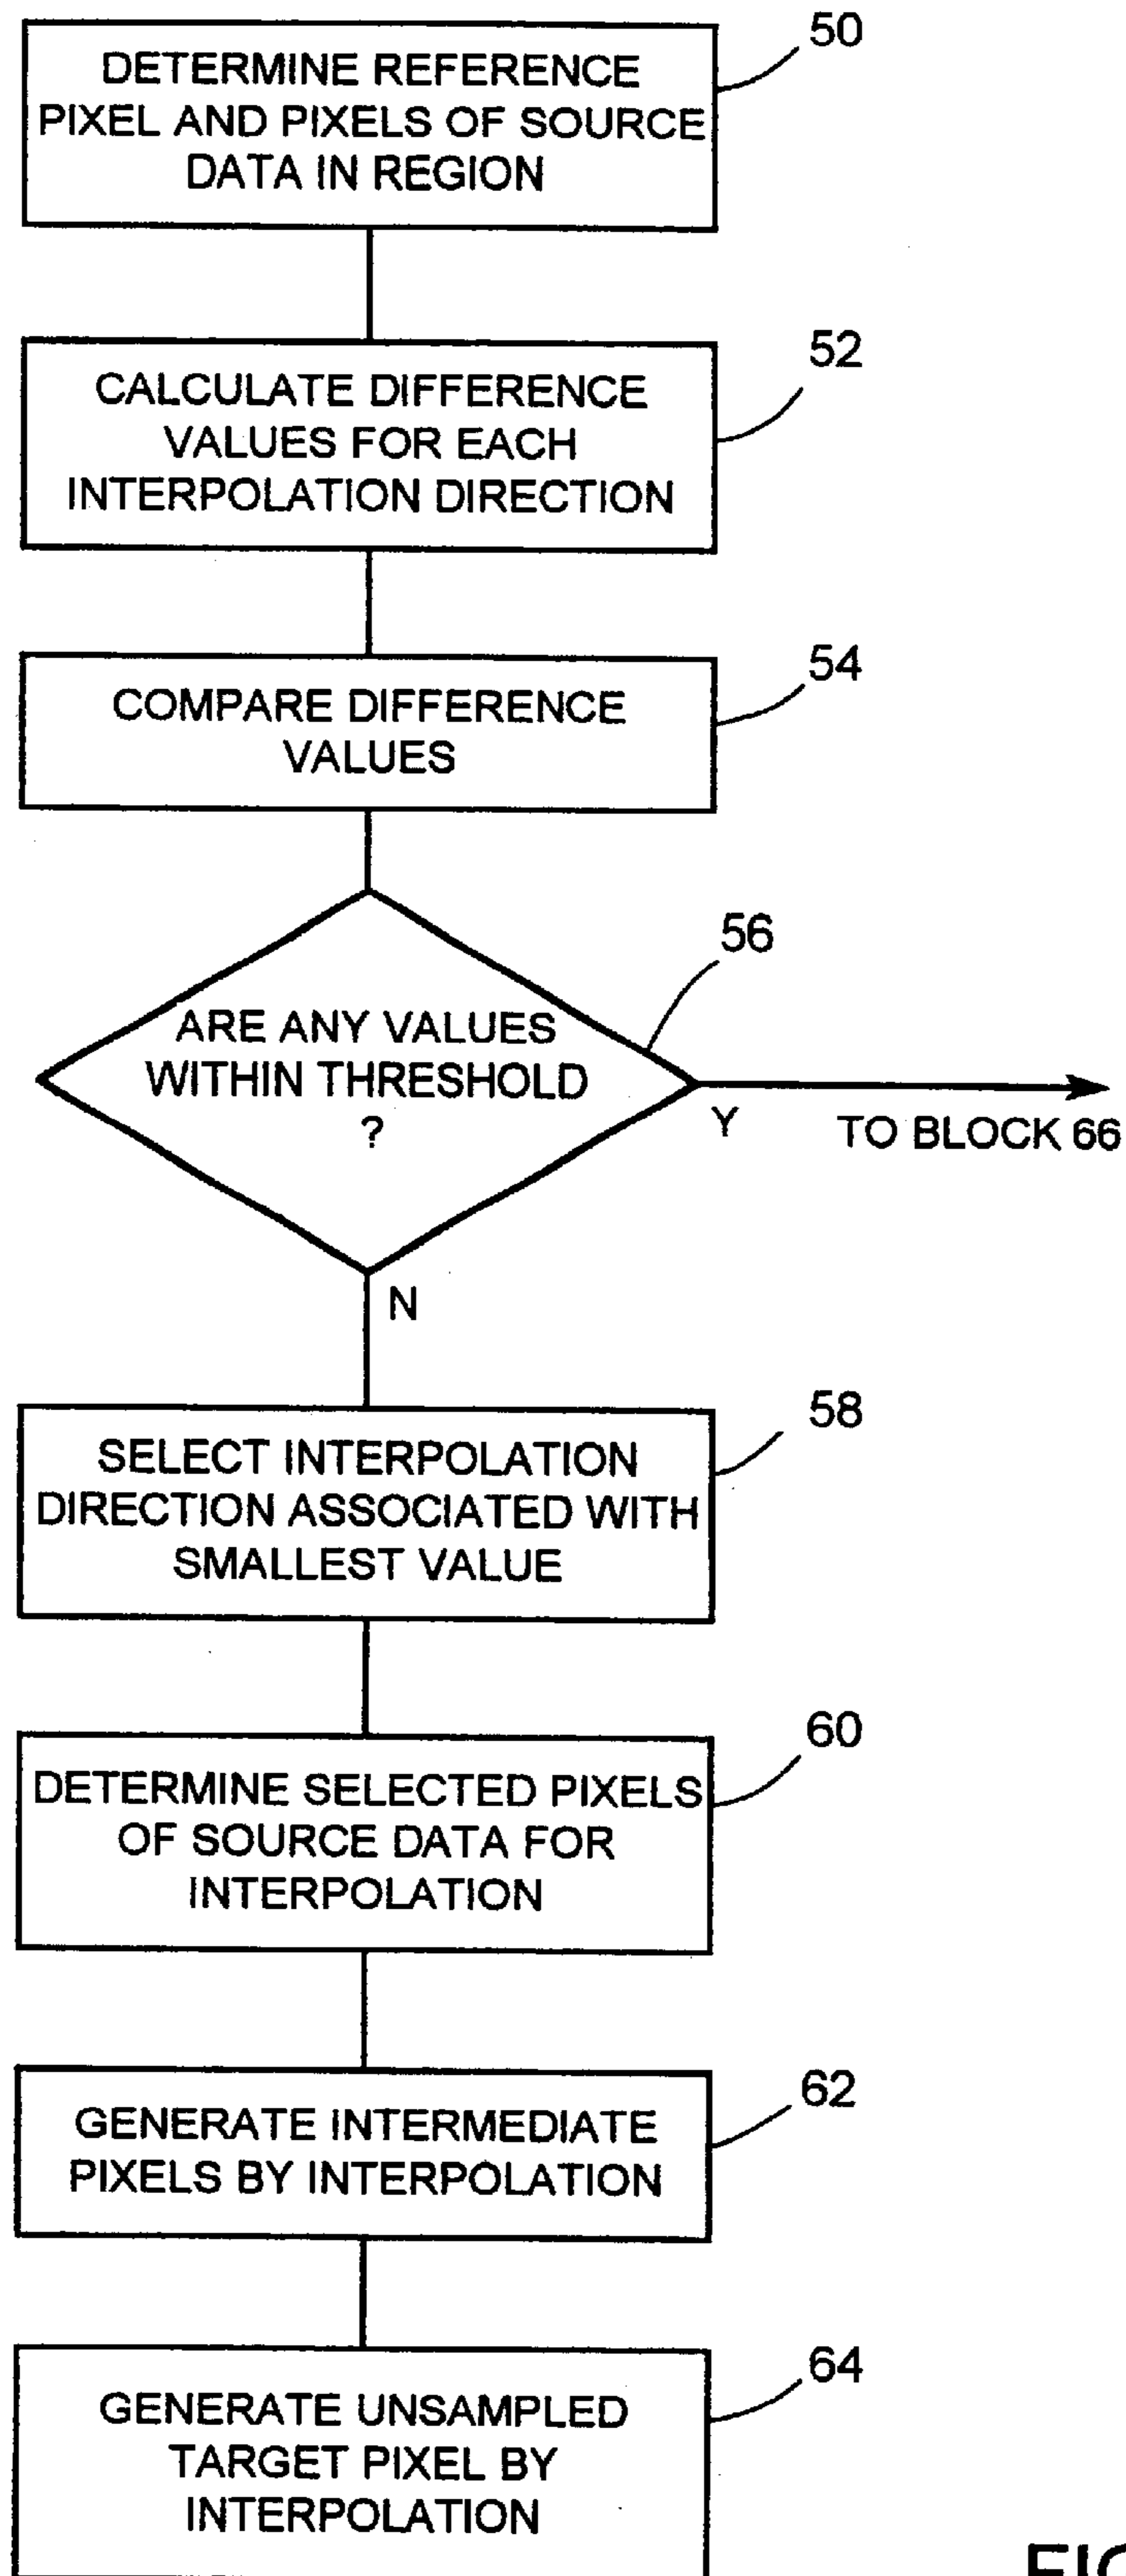 50
DETERMINE REFERENCE
PIXEL AND PIXELS OF SOURCE
DATA IN REGION
52
CALCULATE DIFFERENCE
VALUES FOR EACH
INTERPOLATION DIRECTION
54
COMPARE DIFFERENCE
VALUES
56
ARE ANY VALUES
WITHIN THRESHOLD
?
Y
TO BLOCK 66
N
58
SELECT INTERPOLATION
DIRECTION ASSOCIATED WITH
SMALLEST VALUE
60
DETERMINE SELECTED PIXELS
OF SOURCE DATA FOR
INTERPOLATION
62
GENERATE INTERMEDIATE
PIXELS BY INTERPOLATION
64
GENERATE UNSAMPLED
TARGET PIXEL BY
INTERPOLATION